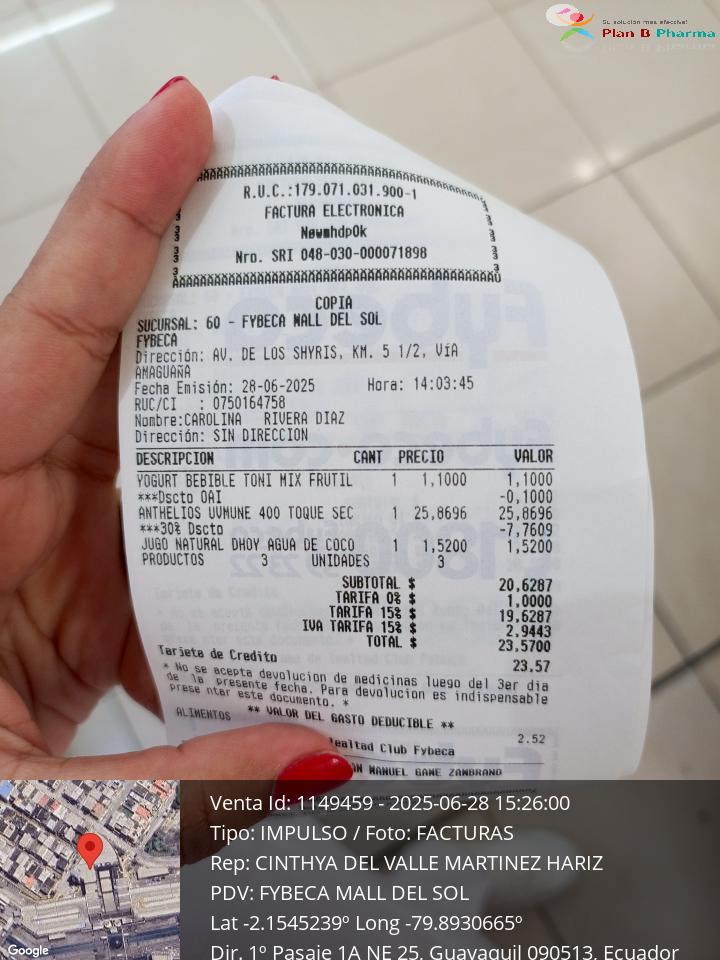 Su solución más efectiva!
Plan B Pharma
R.U.C.:179.071.031.900-1
FACTURA ELECTRONICA
NøwmhdpOk
Nro. SRI 048-030-000071898
COPIA
SUCURSAL: 60 - FYBECA MALL DEL SOL
FYBECA
Dirección: AV. DE LOS SHYRIS, KM. 5 1/2, VíA
AMAGUAÑA
Fecha Emisión: 28-06-2025 Hora: 14:03:45
RUC/CI : 0750164758
Nombre:CAROLINA RIVERA DIAZ
Dirección: SIN DIRECCION
DESCRIPCION CANT PRECIO VALOR
YOGURT BEBIBLE TONI MIX FRUTIL 1 1,1000 1,1000
***Dscto OAI -0,1000
ANTHELIOS UVMUNE 400 TOQUE SEC 1 25,8696 25,8696
***30% Dscto -7,7609
JUGO NATURAL DHOY AGUA DE COCO 1 1,5200 1,5200
PRODUCTOS 3 UNIDADES 3
SUBTOTAL $ 20,6287
TARIFA 0% $ 1,0000
TARIFA 15% $ 19,6287
IVA TARIFA 15% $ 2,9443
TOTAL $ 23,5700
Tarjeta de Credito 23.57
* No se acepta devolucion de medicinas luego del 3er dia
de la presente fecha. Para devolucion es indispensable
prese ntar este documento. *
** VALOR DEL GASTO DEDUCIBLE **
ALIMENTOS 2.52
Lealtad Club Fybeca
MANUEL GAME ZAMBRANO
Venta Id: 1149459 - 2025-06-28 15:26:00
Tipo: IMPULSO / Foto: FACTURAS
Rep: CINTHYA DEL VALLE MARTINEZ HARIZ
PDV: FYBECA MALL DEL SOL
Lat -2.1545239º Long -79.8930665º
Dir. 1º Pasaje 1A NE 25, Guayaquil 090513, Ecuador
Google